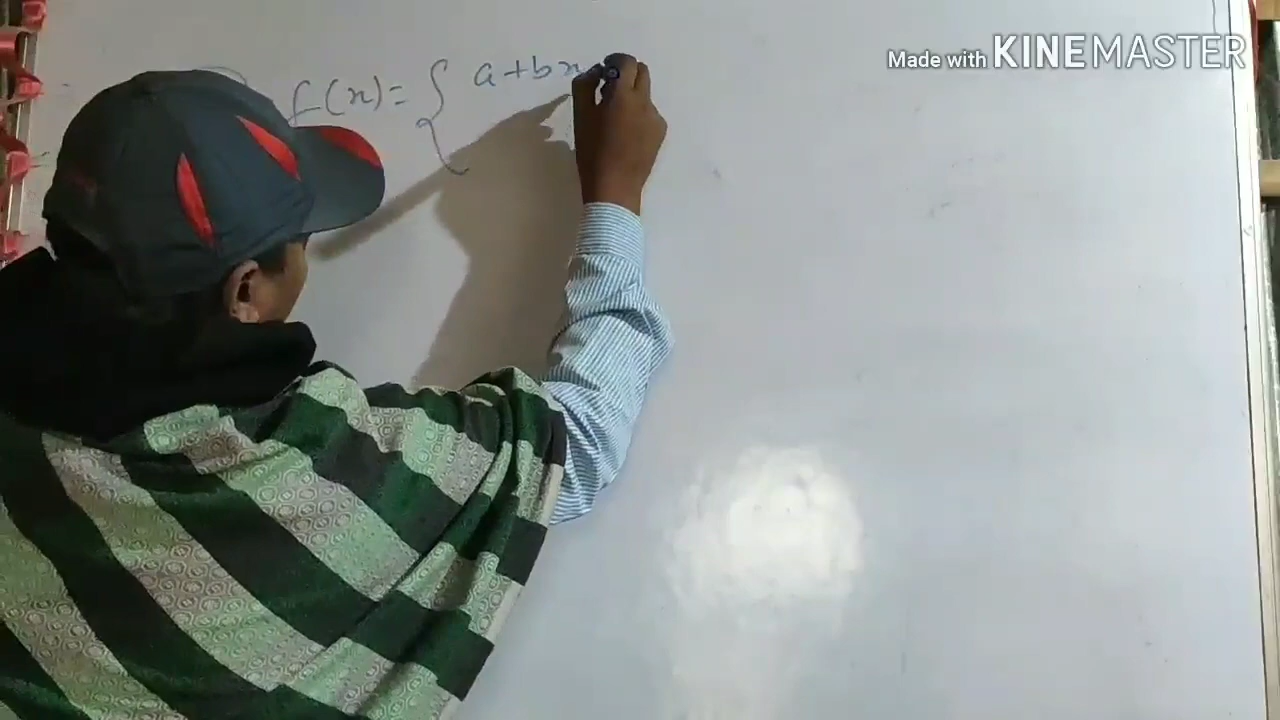 Made with KINEMASTER
f(x) = { a+bx